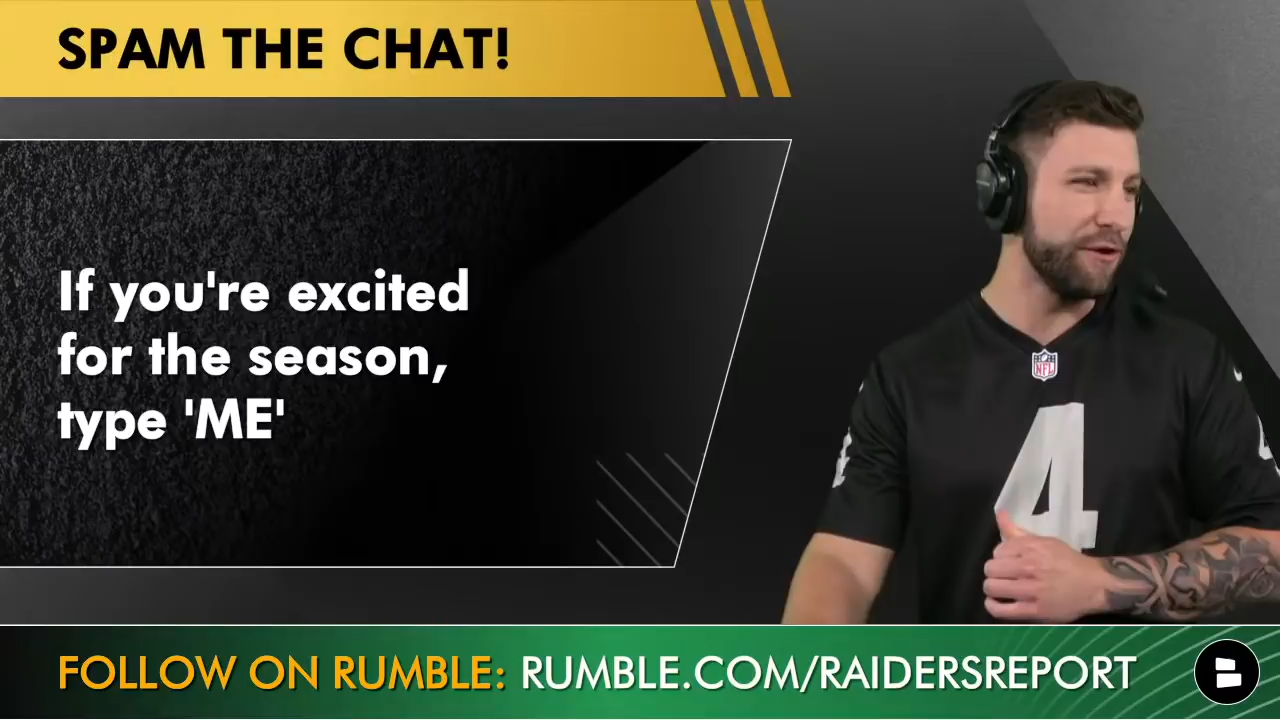 SPAM THE CHAT!
If you're excited
for the season,
type 'ME'
NFL
4
FOLLOW ON RUMBLE: RUMBLE.COM/RAIDERSREPORT